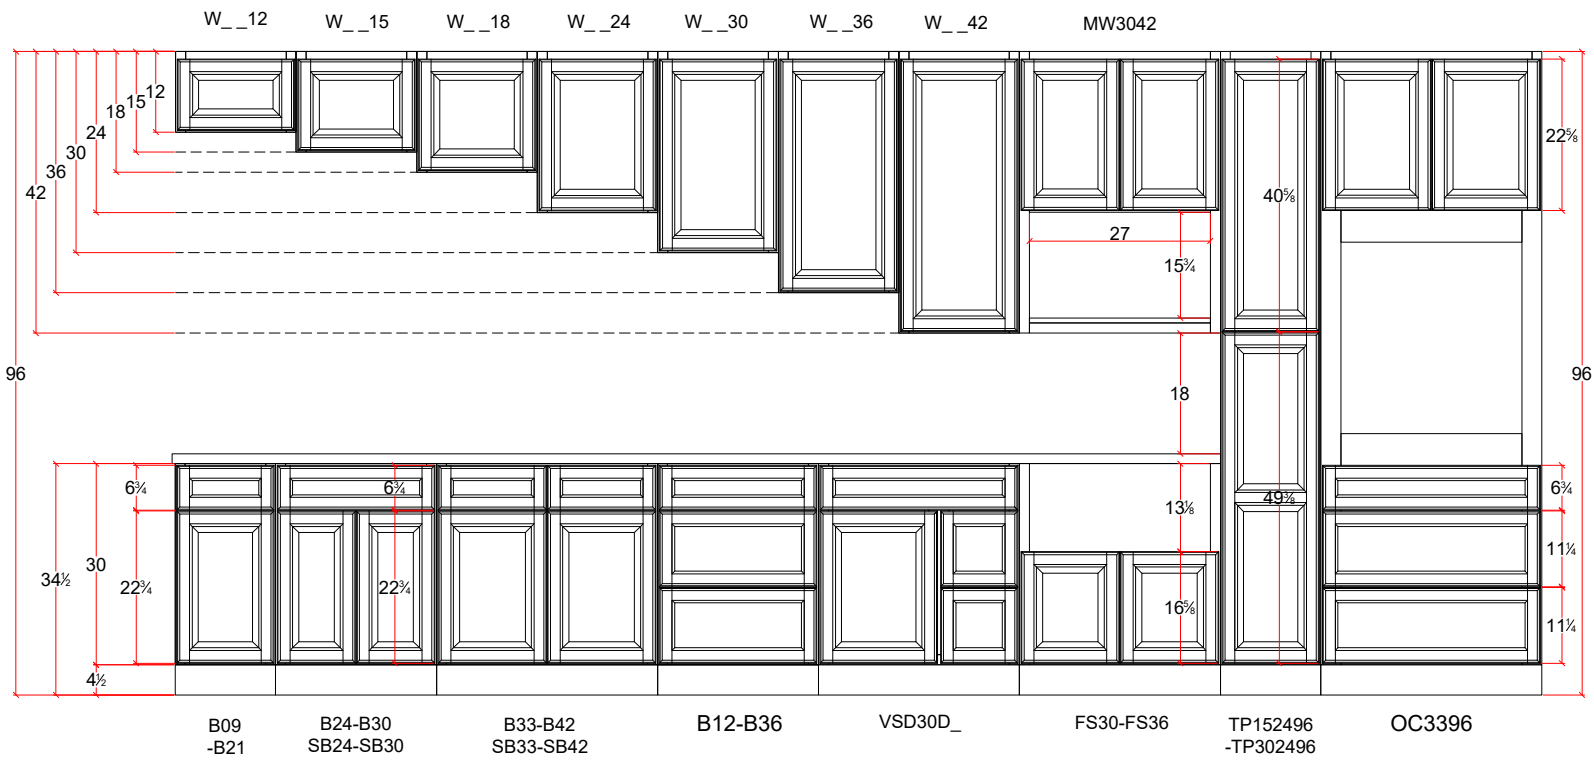 W_ _12
W_ _15
W_ _18
W_ _24
W_ _30
W_ _36
W_ _42
MW3042
12
15
18
24
30
36
42
96
22⅝
40⅝
27
15¾
18
96
6¾
6¾
13⅛
49⅜
6¾
34½
30
22¾
22¾
16⅝
11¼
11¼
4½
B09
-B21
B24-B30
SB24-SB30
B33-B42
SB33-SB42
B12-B36
VSD30D_
FS30-FS36
TP152496
-TP302496
OC3396